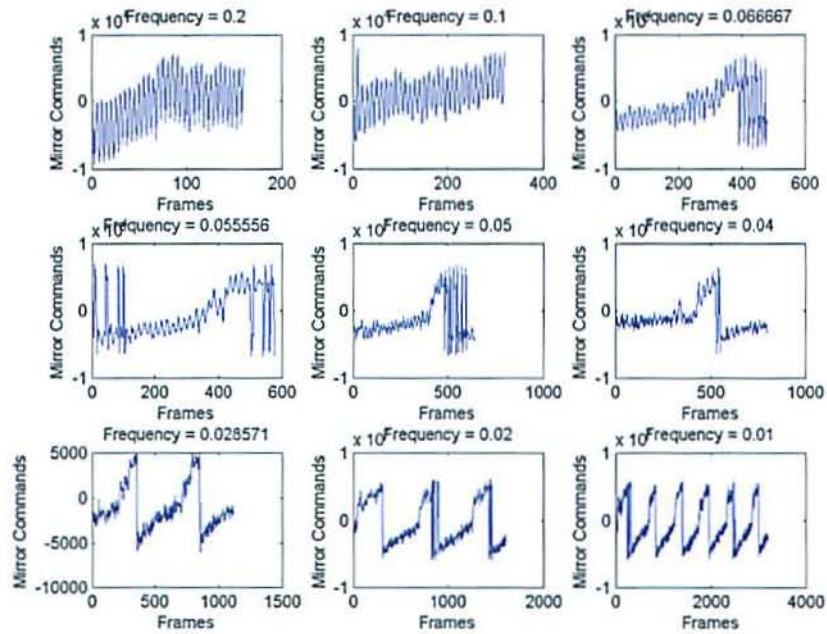 x 10 Frequency = 0.2
1
0
-1
Mirror Commands
0 100 200
Frames
x 10 Frequency = 0.1
1
0
-1
Mirror Commands
0 200 400
Frames
x 10 Frequency = 0.066667
1
0
-1
Mirror Commands
0 200 400 600
Frames
x 10 Frequency = 0.055556
1
0
-1
Mirror Commands
0 200 400 600
Frames
x 10 Frequency = 0.05
1
0
-1
Mirror Commands
0 500 1000
Frames
x 10 Frequency = 0.04
1
0
-1
Mirror Commands
0 500 1000
Frames
Frequency = 0.028571
5000
0
-5000
-10000
Mirror Commands
0 500 1000 1500
Frames
x 10 Frequency = 0.02
1
0
-1
Mirror Commands
0 1000 2000
Frames
x 10 Frequency = 0.01
1
0
-1
Mirror Commands
0 2000 4000
Frames